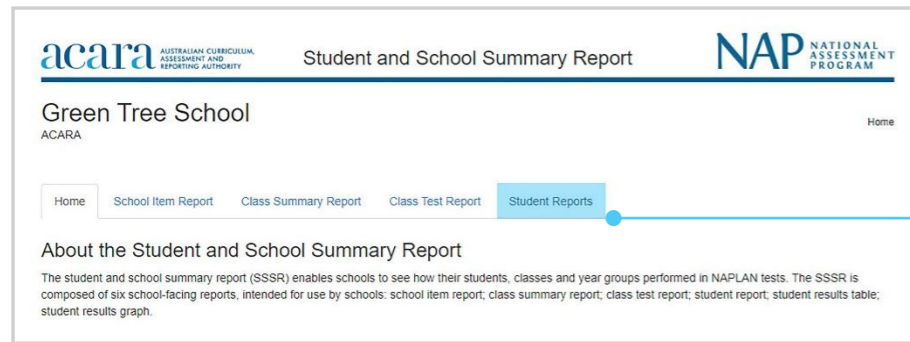 acara AUSTRALIAN CURRICULUM,
ASSESSMENT AND
REPORTING AUTHORITY
Student and School Summary Report
NAP NATIONAL
ASSESSMENT
PROGRAM
Green Tree School
ACARA
Home
Home School Item Report Class Summary Report Class Test Report Student Reports
About the Student and School Summary Report
The student and school summary report (SSSR) enables schools to see how their students, classes and year groups performed in NAPLAN tests. The SSSR is
composed of six school-facing reports, intended for use by schools: school item report; class summary report; class test report; student report; student results table;
student results graph.